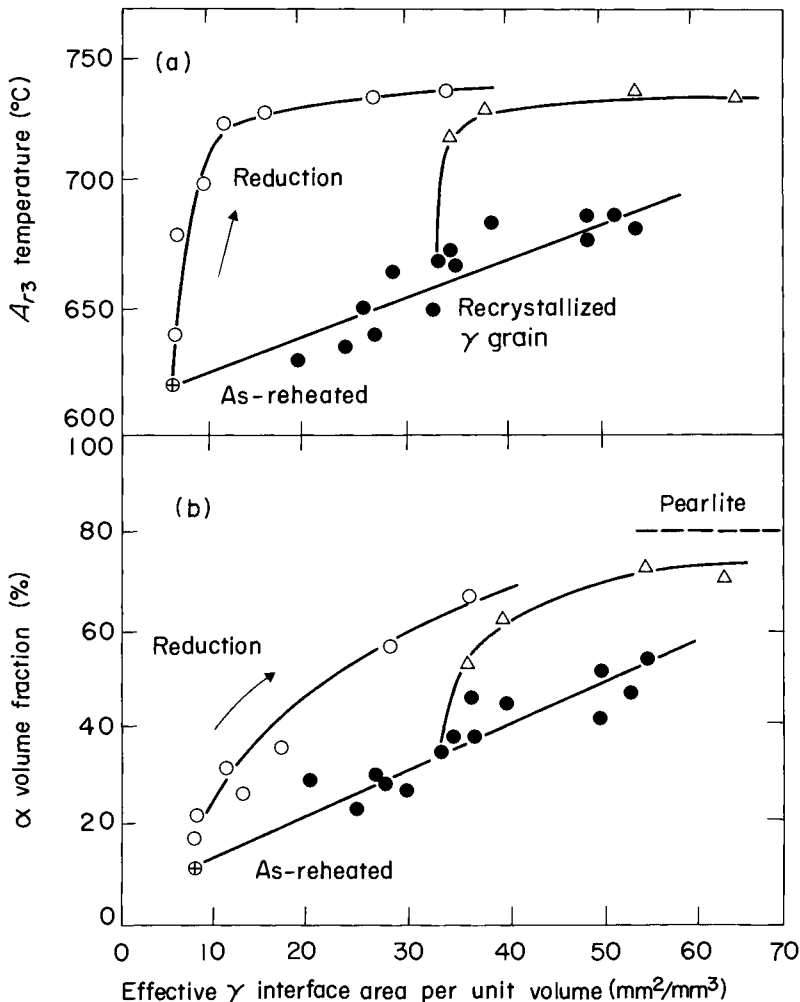 (a)
750
700
650
600
A_r3 temperature (°C)
Reduction
Recrystallized
γ grain
As-reheated
(b)
100
80
60
40
20
0
α volume fraction (%)
Pearlite
Reduction
As-reheated
0 10 20 30 40 50 60 70
Effective γ interface area per unit volume (mm²/mm³)